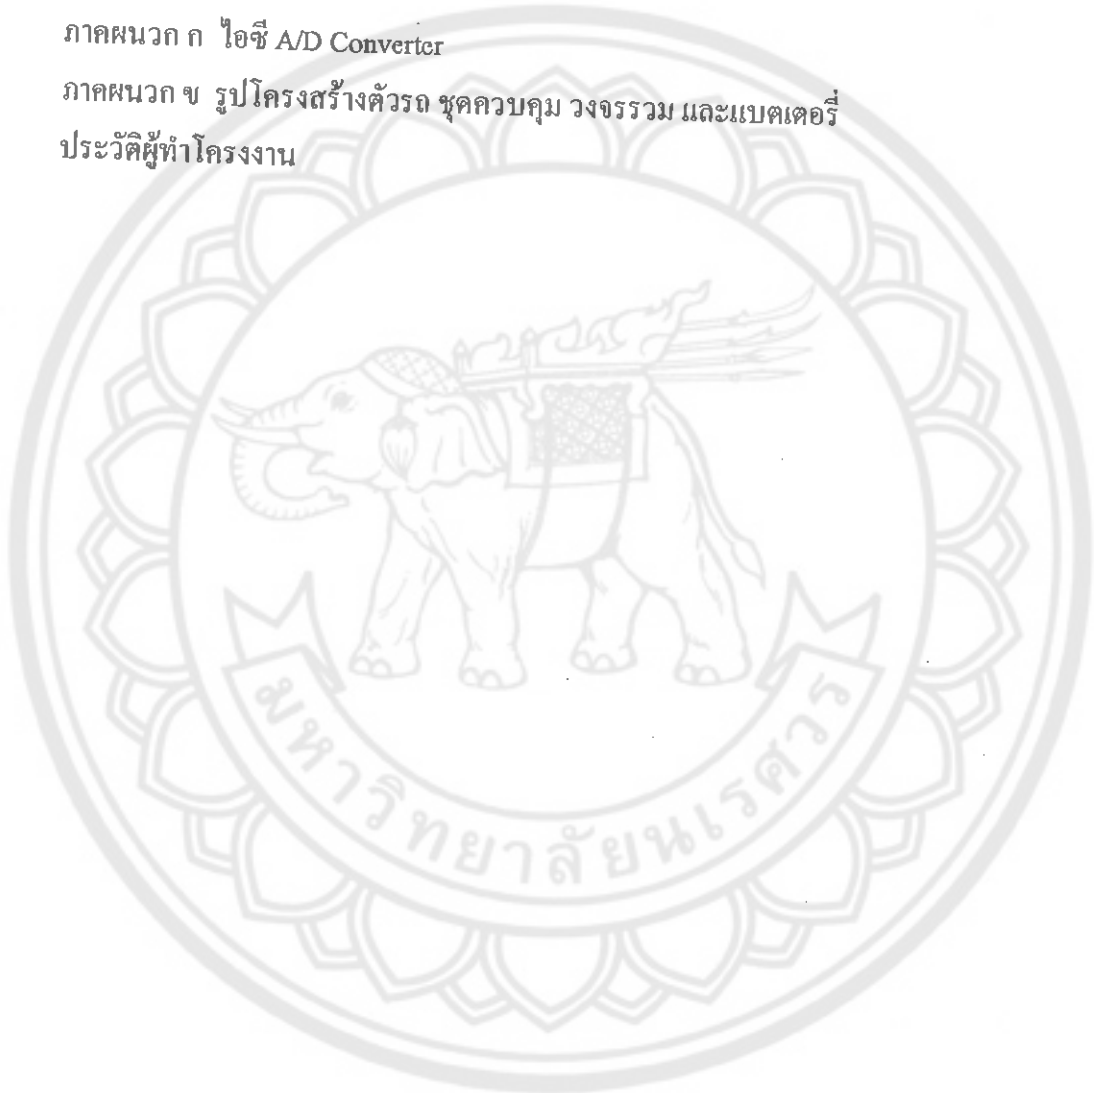 ภาคผนวก ก ไอซี A/D Converter
ภาคผนวก ข รูปโครงสร้างตัวรถ ชุดควบคุม วงจรรวม และแบตเตอรี่
ประวัติผู้ทำโครงงาน
มหาวิทยาลัยนเรศวร